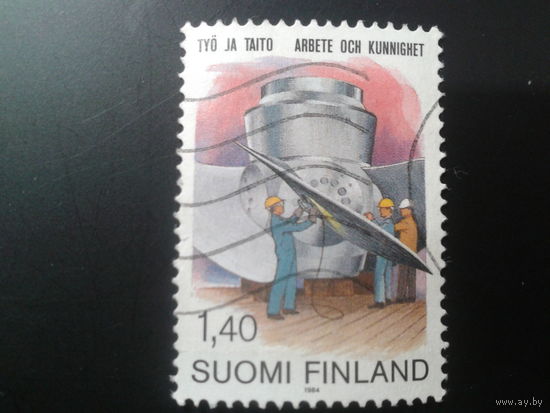 TYÖ JA TAITO ARBETE OCH KUNNIGHET
1,40
SUOMI FINLAND
1984
www.ay.by